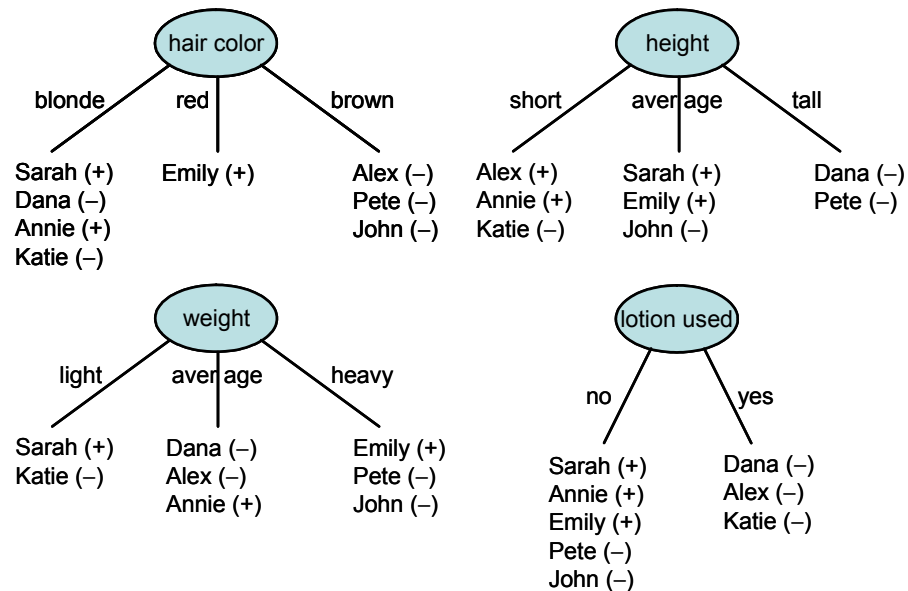 hair color
blonde
red
brown
Sarah (+)
Dana (–)
Annie (+)
Katie (–)
Emily (+)
Alex (–)
Pete (–)
John (–)
height
short
average
tall
Alex (+)
Annie (+)
Katie (–)
Sarah (+)
Emily (+)
John (–)
Dana (–)
Pete (–)
weight
light
average
heavy
Sarah (+)
Katie (–)
Dana (–)
Alex (–)
Annie (+)
Emily (+)
Pete (–)
John (–)
lotion used
no
yes
Sarah (+)
Annie (+)
Emily (+)
Pete (–)
John (–)
Dana (–)
Alex (–)
Katie (–)